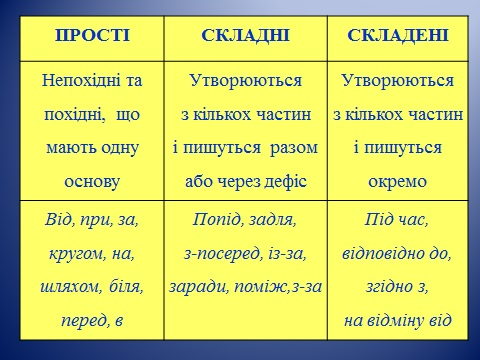 ПРОСТІ
СКЛАДНІ
СКЛАДЕНІ
Непохідні та
похідні, що
мають одну
основу
Утворюються
з кількох частин
і пишуться разом
або через дефіс
Утворюються
з кількох частин
і пишуться
окремо
Від, при, за,
кругом, на,
шляхом, біля,
перед, в
Попід, задля,
з-посеред, із-за,
заради, поміж,з-за
Під час,
відповідно до,
згідно з,
на відміну від